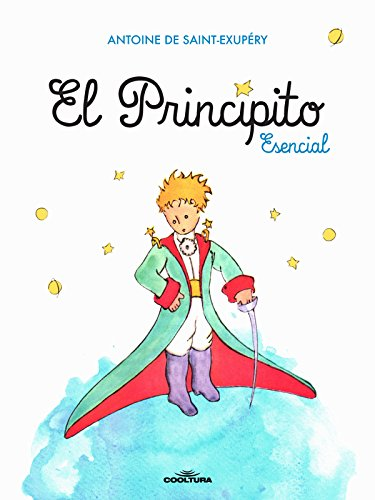 ANTOINE DE SAINT-EXUPÉRY
El Principito
Esencial
COOLTURA